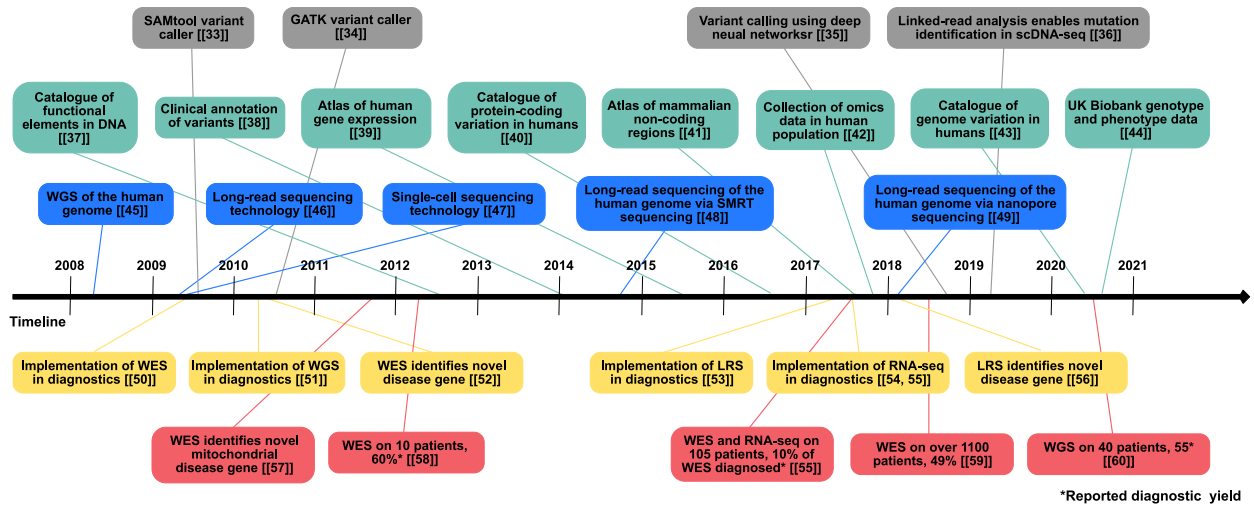 SAMtool variant
caller [[33]]
GATK variant
caller [[34]]
Variant calling using deep
neual networksr [[35]]
Linked-read analysis enables mutation
identification in scDNA-seq [[36]]
Catalogue of
functional
elements in DNA
[[37]]
Clinical annotation
of variants [[38]]
Atlas of human
gene expression
[[39]]
Catalogue of
protein-coding
variation in humans
[[40]]
Atlas of mammalian
non-coding
regions [[41]]
Collection of omics
data in human
population [[42]]
Catalogue of
genome variation in
humans [[43]]
UK Biobank genotype
and phenotype data
[[44]]
WGS of the human
genome [[45]]
Long-read sequencing
technology [[46]]
Single-cell sequencing
technology [[47]]
Long-read sequencing of the
human genome via SMRT
sequencing [[48]]
Long-read sequencing of the
human genome via nanopore
sequencing [[49]]
2008 2009 2010 2011 2012 2013 2014 2015 2016 2017 2018 2019 2020 2021
Timeline
Implementation of WES
in diagnostics [[50]]
Implementation of WGS
in diagnostics [[51]]
WES identifies novel
disease gene [[52]]
Implementation of LRS
in diagnostics [[53]]
Implementation of RNA-seq
in diagnostics [[54, 55]]
LRS identifies novel
disease gene [[56]]
WES identifies novel
mitochondrial
disease gene [[57]]
WES on 10 patients,
60%* [[58]]
WES and RNA-seq on
105 patients, 10%
of WES diagnosed* [[55]]
WES on over 1100
patients, 49% [[59]]
WGS on 40 patients, 55*
[[60]]
*Reported diagnostic yield